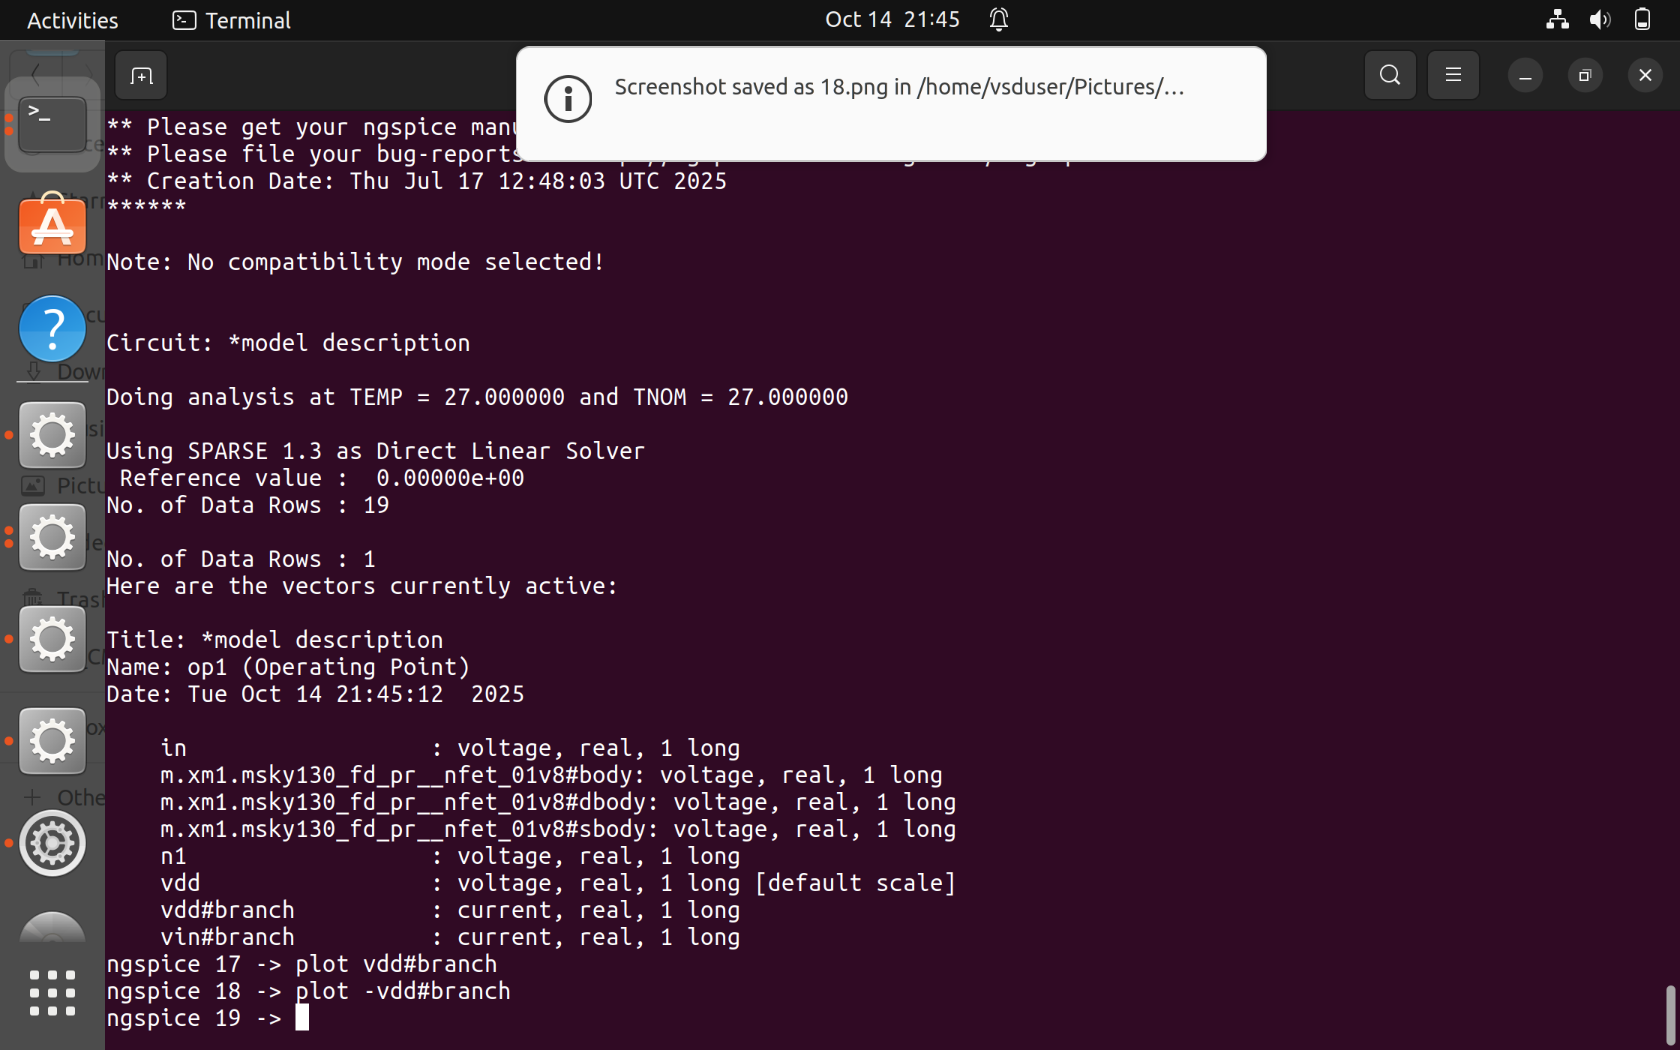 Activities
Terminal
Oct 14 21:45
Screenshot saved as 18.png in /home/vsduser/Pictures/…
** Please get your ngspice
** Please file your bug-reports
** Creation Date: Thu Jul 17 12:48:03 UTC 2025
******
Note: No compatibility mode selected!
Circuit: *model description
Doing analysis at TEMP = 27.000000 and TNOM = 27.000000
Using SPARSE 1.3 as Direct Linear Solver
Reference value :  0.00000e+00
No. of Data Rows : 19
No. of Data Rows : 1
Here are the vectors currently active:
Title: *model description
Name: op1 (Operating Point)
Date: Tue Oct 14 21:45:12  2025
in                  : voltage, real, 1 long
m.xm1.msky130_fd_pr__nfet_01v8#body: voltage, real, 1 long
m.xm1.msky130_fd_pr__nfet_01v8#dbody: voltage, real, 1 long
m.xm1.msky130_fd_pr__nfet_01v8#sbody: voltage, real, 1 long
n1                  : voltage, real, 1 long
vdd                 : voltage, real, 1 long [default scale]
vdd#branch          : current, real, 1 long
vin#branch          : current, real, 1 long
ngspice 17 -> plot vdd#branch
ngspice 18 -> plot -vdd#branch
ngspice 19 ->